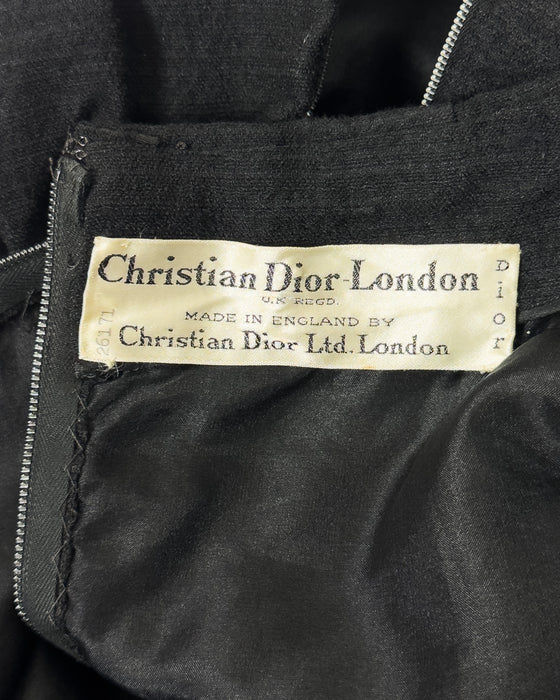 Christian Dior-London
U.K REGD.
MADE IN ENGLAND BY
Christian Dior Ltd. London
Dior
26171